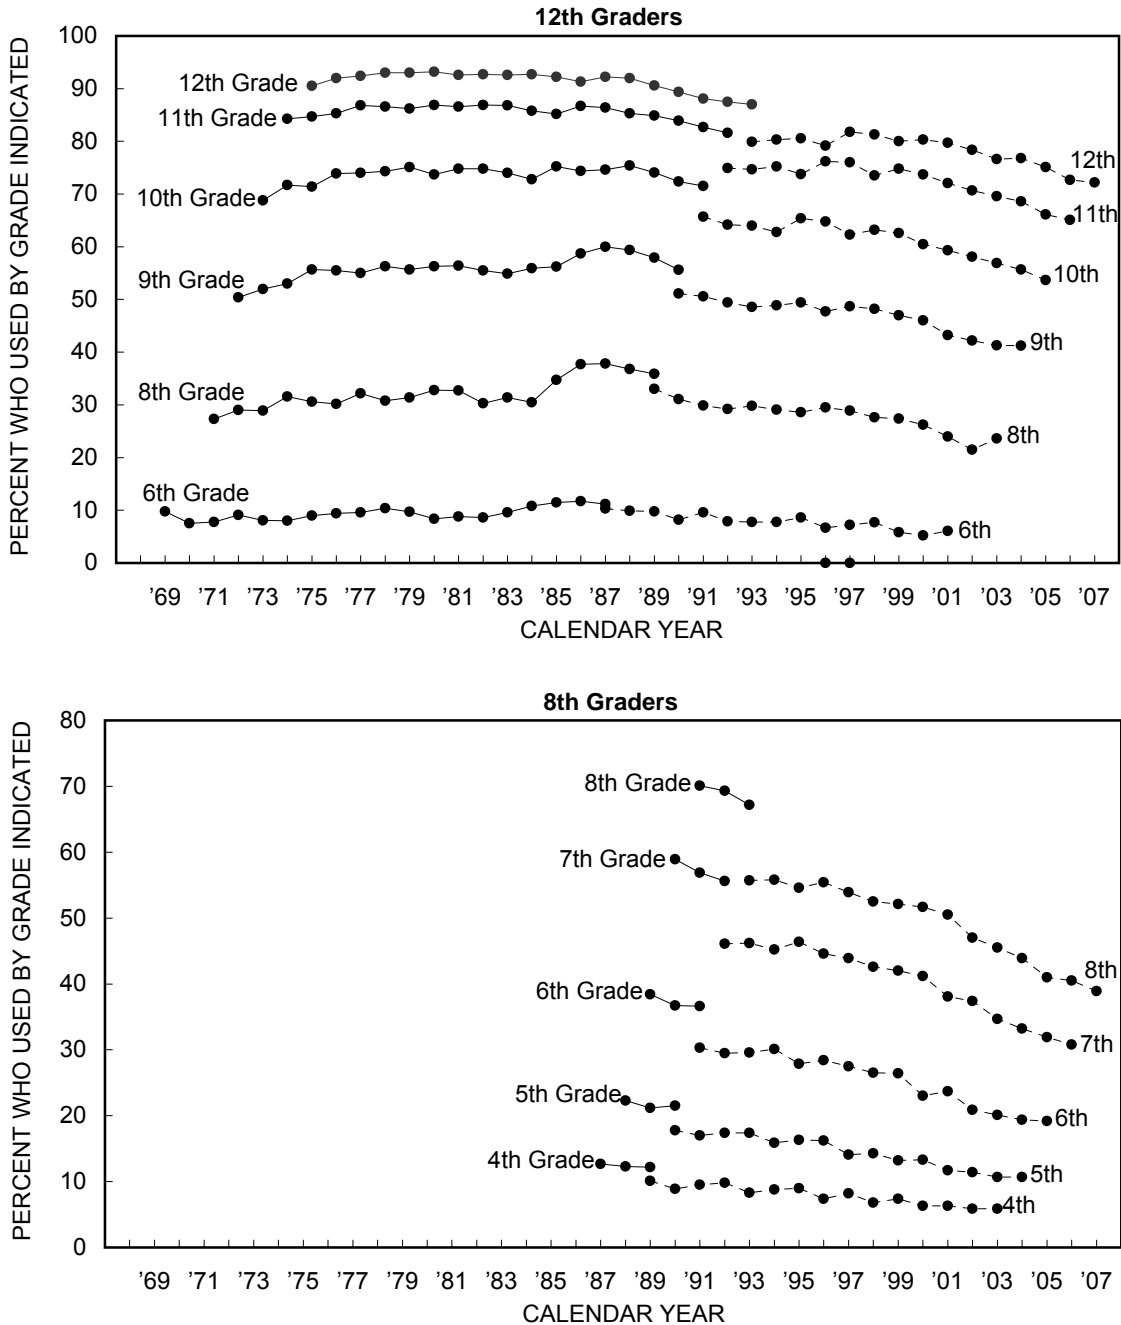 12th Graders
PERCENT WHO USED BY GRADE INDICATED
100
90
80
70
60
50
40
30
20
10
0
12th Grade
11th Grade
10th Grade
9th Grade
8th Grade
6th Grade
12th
11th
10th
9th
8th
6th
’69 ’71 ’73 ’75 ’77 ’79 ’81 ’83 ’85 ’87 ’89 ’91 ’93 ’95 ’97 ’99 ’01 ’03 ’05 ’07
CALENDAR YEAR
8th Graders
PERCENT WHO USED BY GRADE INDICATED
80
70
60
50
40
30
20
10
0
8th Grade
7th Grade
6th Grade
5th Grade
4th Grade
8th
7th
6th
5th
4th
’69 ’71 ’73 ’75 ’77 ’79 ’81 ’83 ’85 ’87 ’89 ’91 ’93 ’95 ’97 ’99 ’01 ’03 ’05 ’07
CALENDAR YEAR